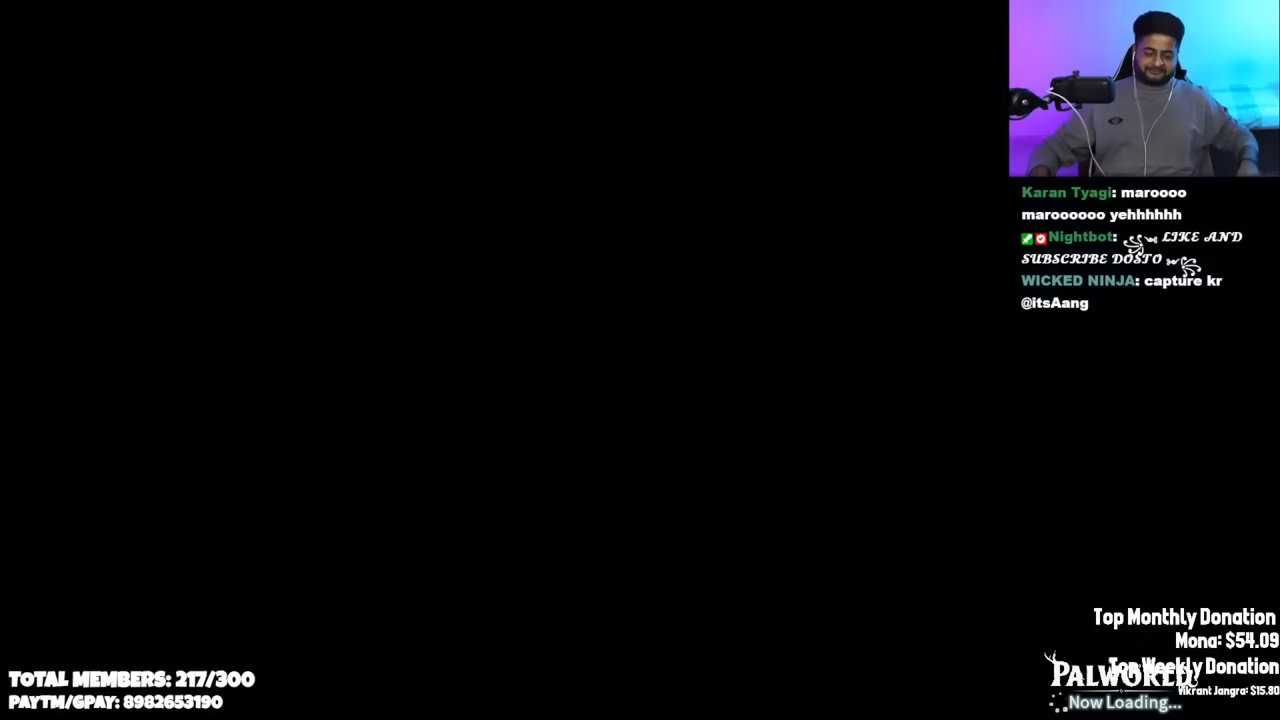 Karan Tyagi: maroooo
maroooooo yehhhhhh
Nightbot: ꧁ 𝓛𝓘𝓚𝓔 𝓐𝓝𝓓
𝓢𝓤𝓑𝓢𝓒𝓡𝓘𝓑𝓔 𝓓𝓞𝓢𝓣𝓞 ꧂
WICKED NINJA: capture kr
@itsAang
Top Monthly Donation
Mona: $54.09
Top Weekly Donation
PALWORLD
Vikrant Jangra: $15.80
Now Loading...
TOTAL MEMBERS: 217/300
PAYTM/GPAY: 8982653190